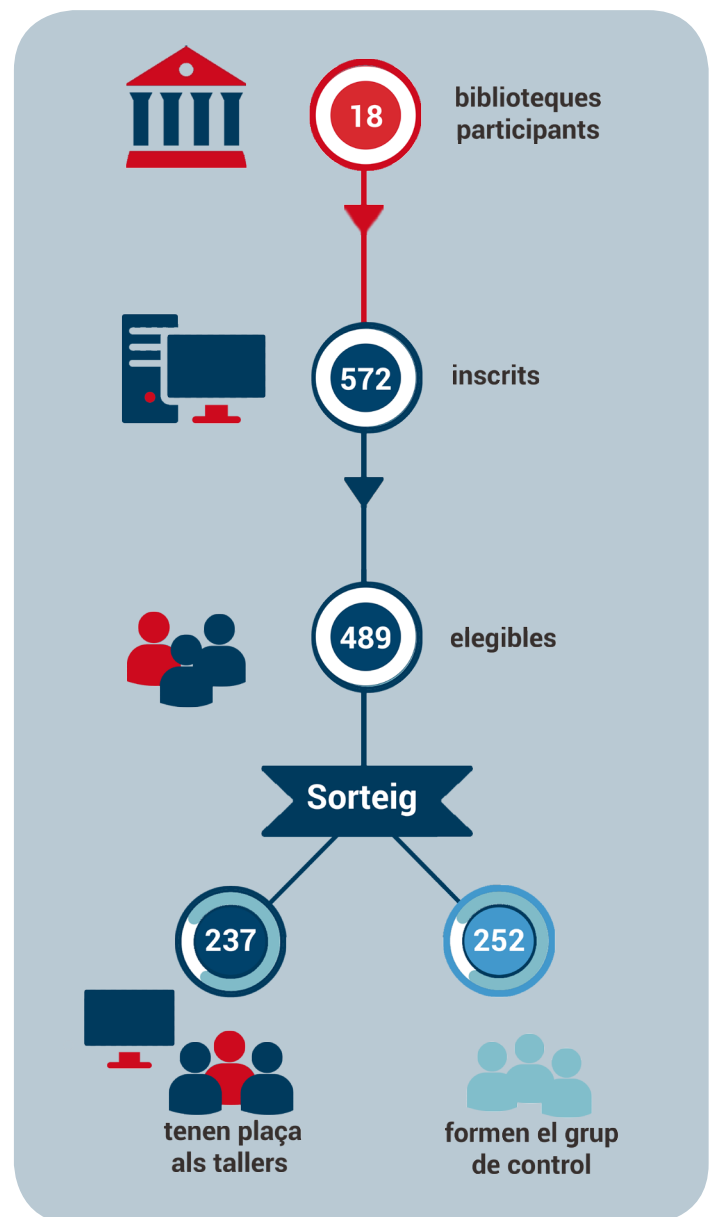 18
biblioteques
participants
572
inscrits
489
elegibles
Sorteig
237
252
tenen plaça
als tallers
formen el grup
de control